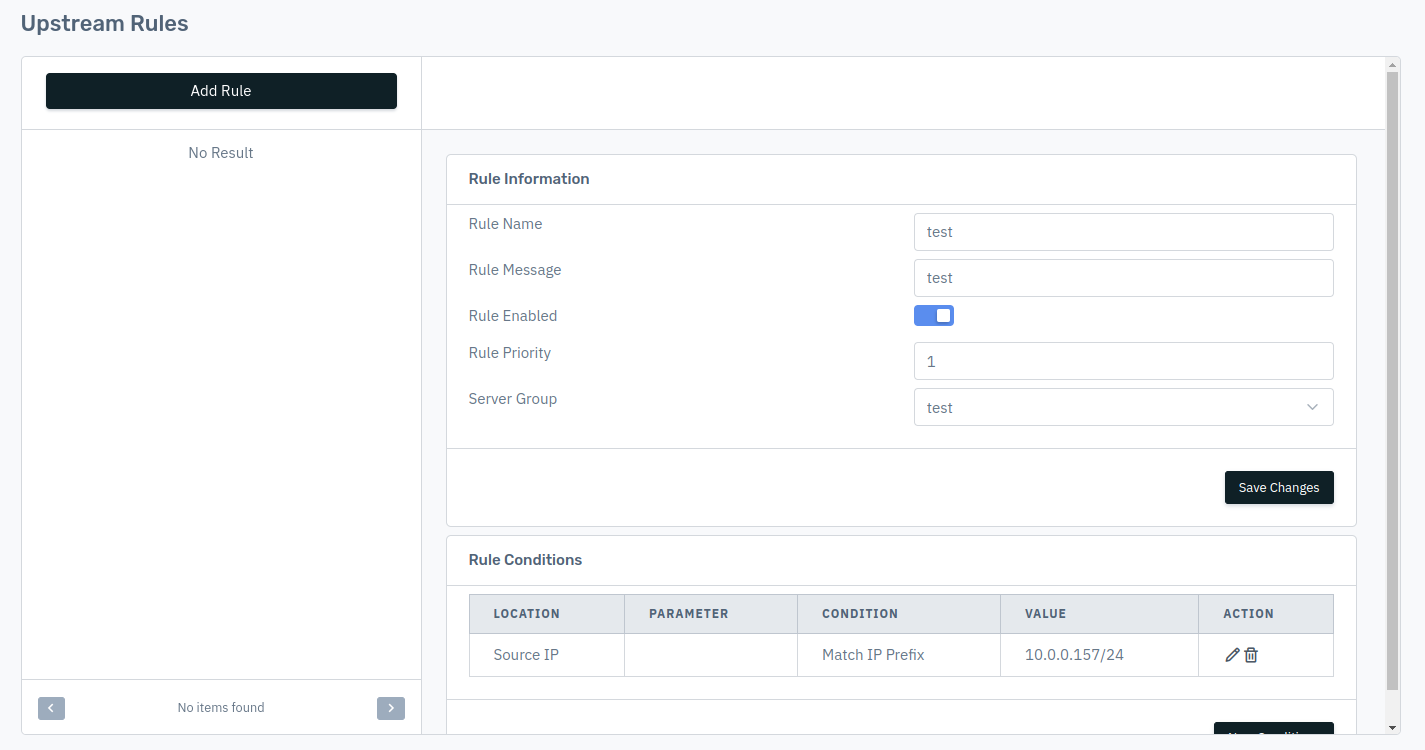 Upstream Rules
Add Rule
No Result
No items found
Rule Information
Rule Name
test
Rule Message
test
Rule Enabled
Rule Priority
1
Server Group
test
Save Changes
Rule Conditions
LOCATION PARAMETER CONDITION VALUE ACTION
Source IP Match IP Prefix 10.0.0.157/24